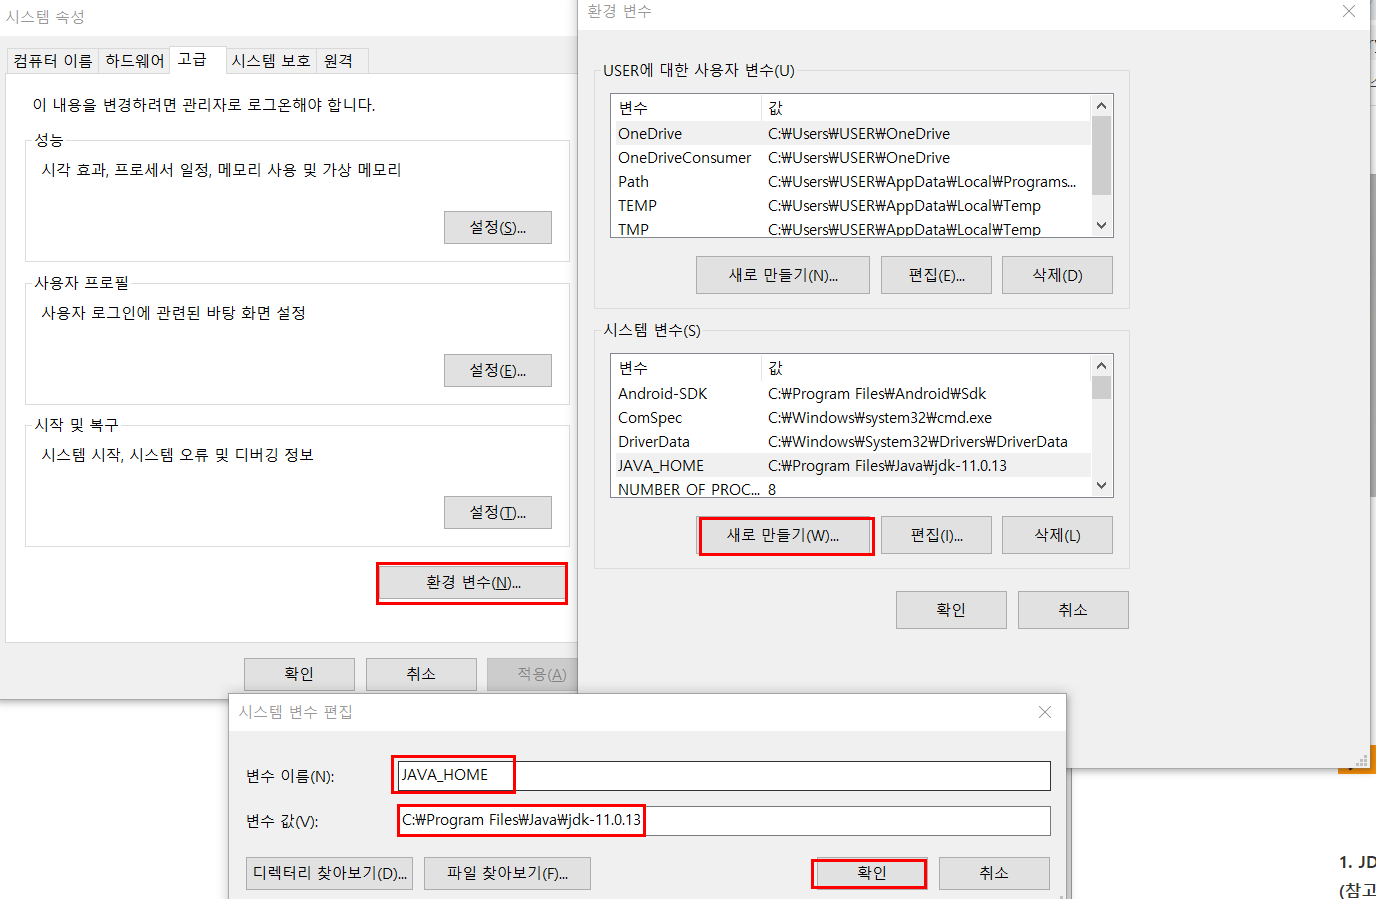 시스템 속성
컴퓨터 이름 하드웨어 고급 시스템 보호 원격
이 내용을 변경하려면 관리자로 로그온해야 합니다.
성능
시각 효과, 프로세서 일정, 메모리 사용 및 가상 메모리
설정(S)...
사용자 프로필
사용자 로그인에 관련된 바탕 화면 설정
설정(E)...
시작 및 복구
시스템 시작, 시스템 오류 및 디버깅 정보
설정(T)...
환경 변수(N)...
확인 취소 적용(A)
환경 변수
USER에 대한 사용자 변수(U)
변수 값
OneDrive C:₩Users₩USER₩OneDrive
OneDriveConsumer C:₩Users₩USER₩OneDrive
Path C:₩Users₩USER₩AppData₩Local₩Programs...
TEMP C:₩Users₩USER₩AppData₩Local₩Temp
TMP C:₩Users₩USER₩AppData₩Local₩Temp
새로 만들기(N)... 편집(E)... 삭제(D)
시스템 변수(S)
변수 값
Android-SDK C:₩Program Files₩Android₩Sdk
ComSpec C:₩Windows₩system32₩cmd.exe
DriverData C:₩Windows₩System32₩Drivers₩DriverData
JAVA_HOME C:₩Program Files₩Java₩jdk-11.0.13
NUMBER_OF_PROC... 8
새로 만들기(W)... 편집(I)... 삭제(L)
확인 취소
시스템 변수 편집
변수 이름(N): JAVA_HOME
변수 값(V): C:₩Program Files₩Java₩jdk-11.0.13
디렉터리 찾아보기(D)... 파일 찾아보기(F)... 확인 취소
1. JD
(참고